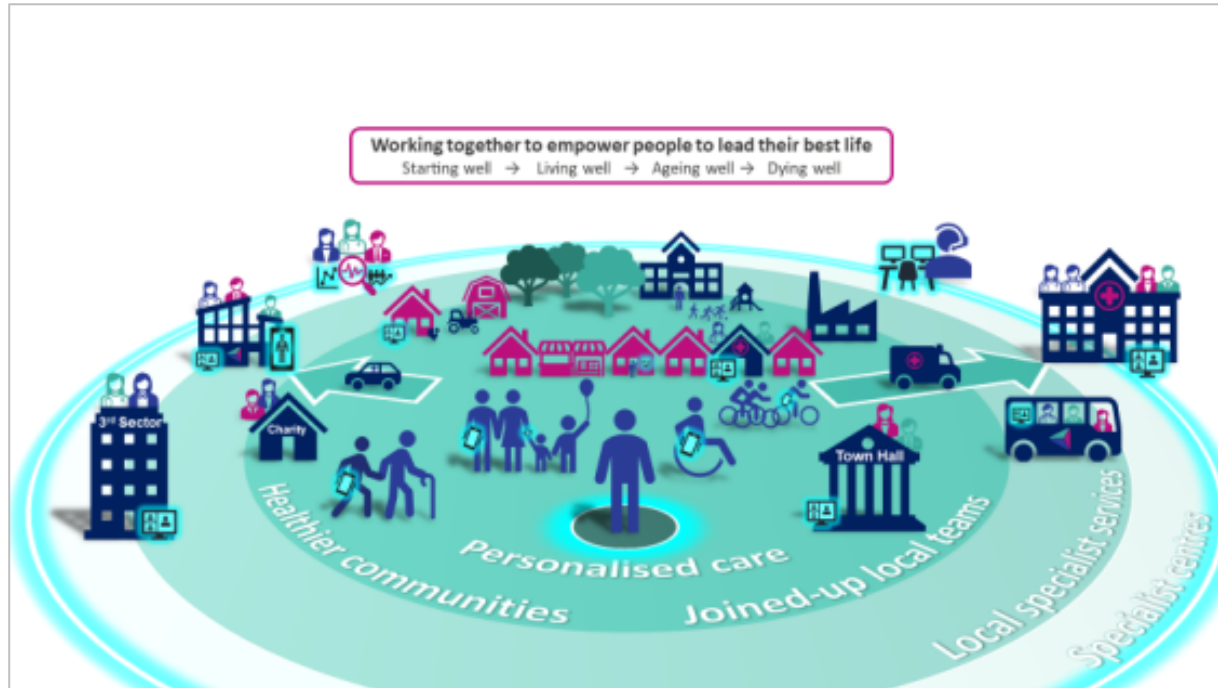 Working together to empower people to lead their best life
Starting well → Living well → Ageing well → Dying well
3rd Sector
Charity
Town Hall
Personalised care
Healthier communities
Joined-up local teams
Local specialist services
Specialist centres